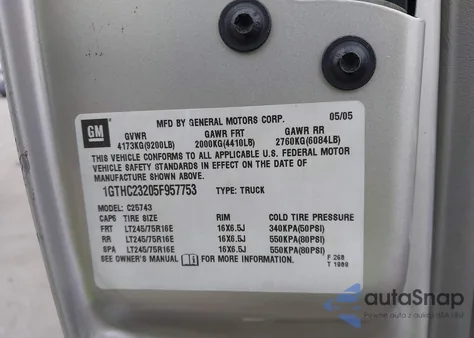 GM
MFD BY GENERAL MOTORS CORP. 05/05
GVWR GAWR FRT GAWR RR
4173KG(9200LB) 2000KG(4410LB) 2760KG(6084LB)
THIS VEHICLE CONFORMS TO ALL APPLICABLE U.S. FEDERAL MOTOR
VEHICLE SAFETY STANDARDS IN EFFECT ON THE DATE OF
MANUFACTURE SHOWN ABOVE.
1GTHC23205F957753 TYPE: TRUCK
MODEL: C25743
CAPS TIRE SIZE RIM COLD TIRE PRESSURE
FRT LT245/75R16E 16X6.5J 340KPA(50PSI)
RR LT245/75R16E 16X6.5J 550KPA(80PSI)
SPA LT245/75R16E 16X6.5J 550KPA(80PSI)
SEE OWNER'S MANUAL FOR MORE INFORMATION.
F 268
T 1989
autoSnap